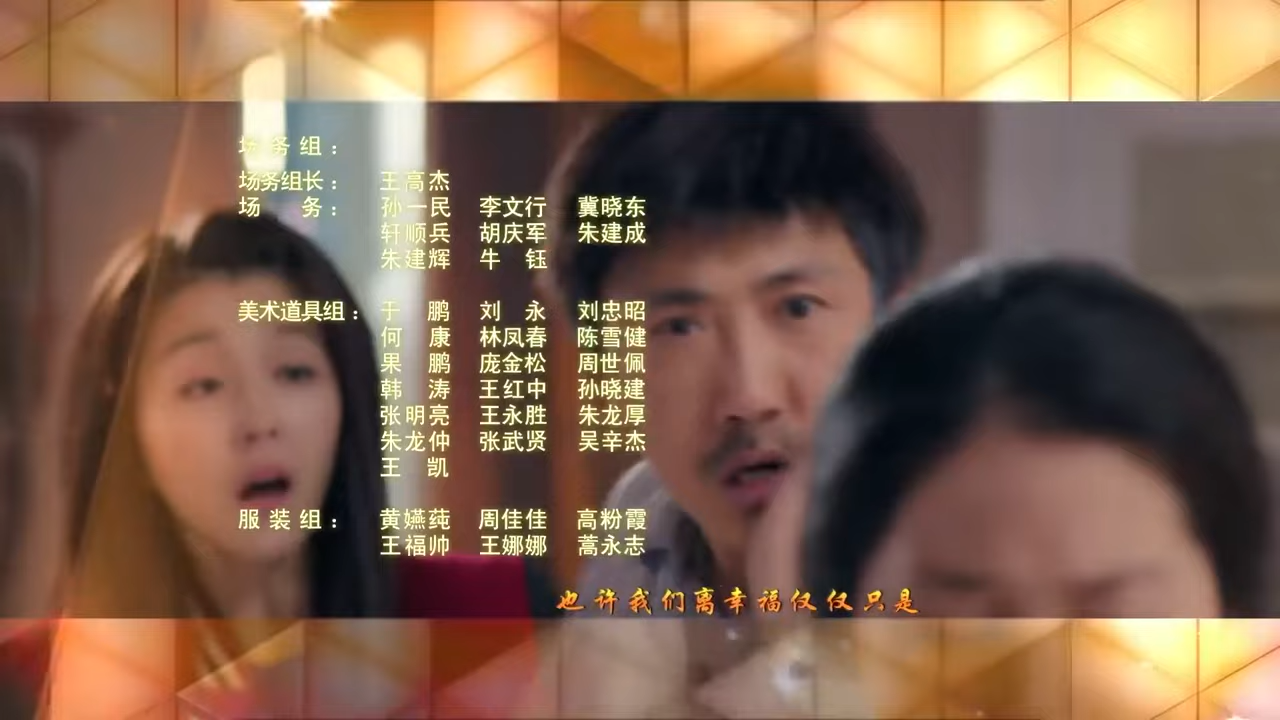 场务组：
场务组长：王高杰
场务：孙一民 李文行 冀晓东
轩顺兵 胡庆军 朱建成
朱建辉 牛钰
美术道具组：于鹏 刘永 刘忠昭
何康 林凤春 陈雪健
果鹏 庞金松 周世佩
韩涛 王红中 孙晓建
张明亮 王永胜 朱龙厚
朱龙仲 张武贤 吴辛杰
王凯
服装组：黄嬿莼 周佳佳 高粉霞
王福帅 王娜娜 蒿永志
也许我们离幸福仅仅只是